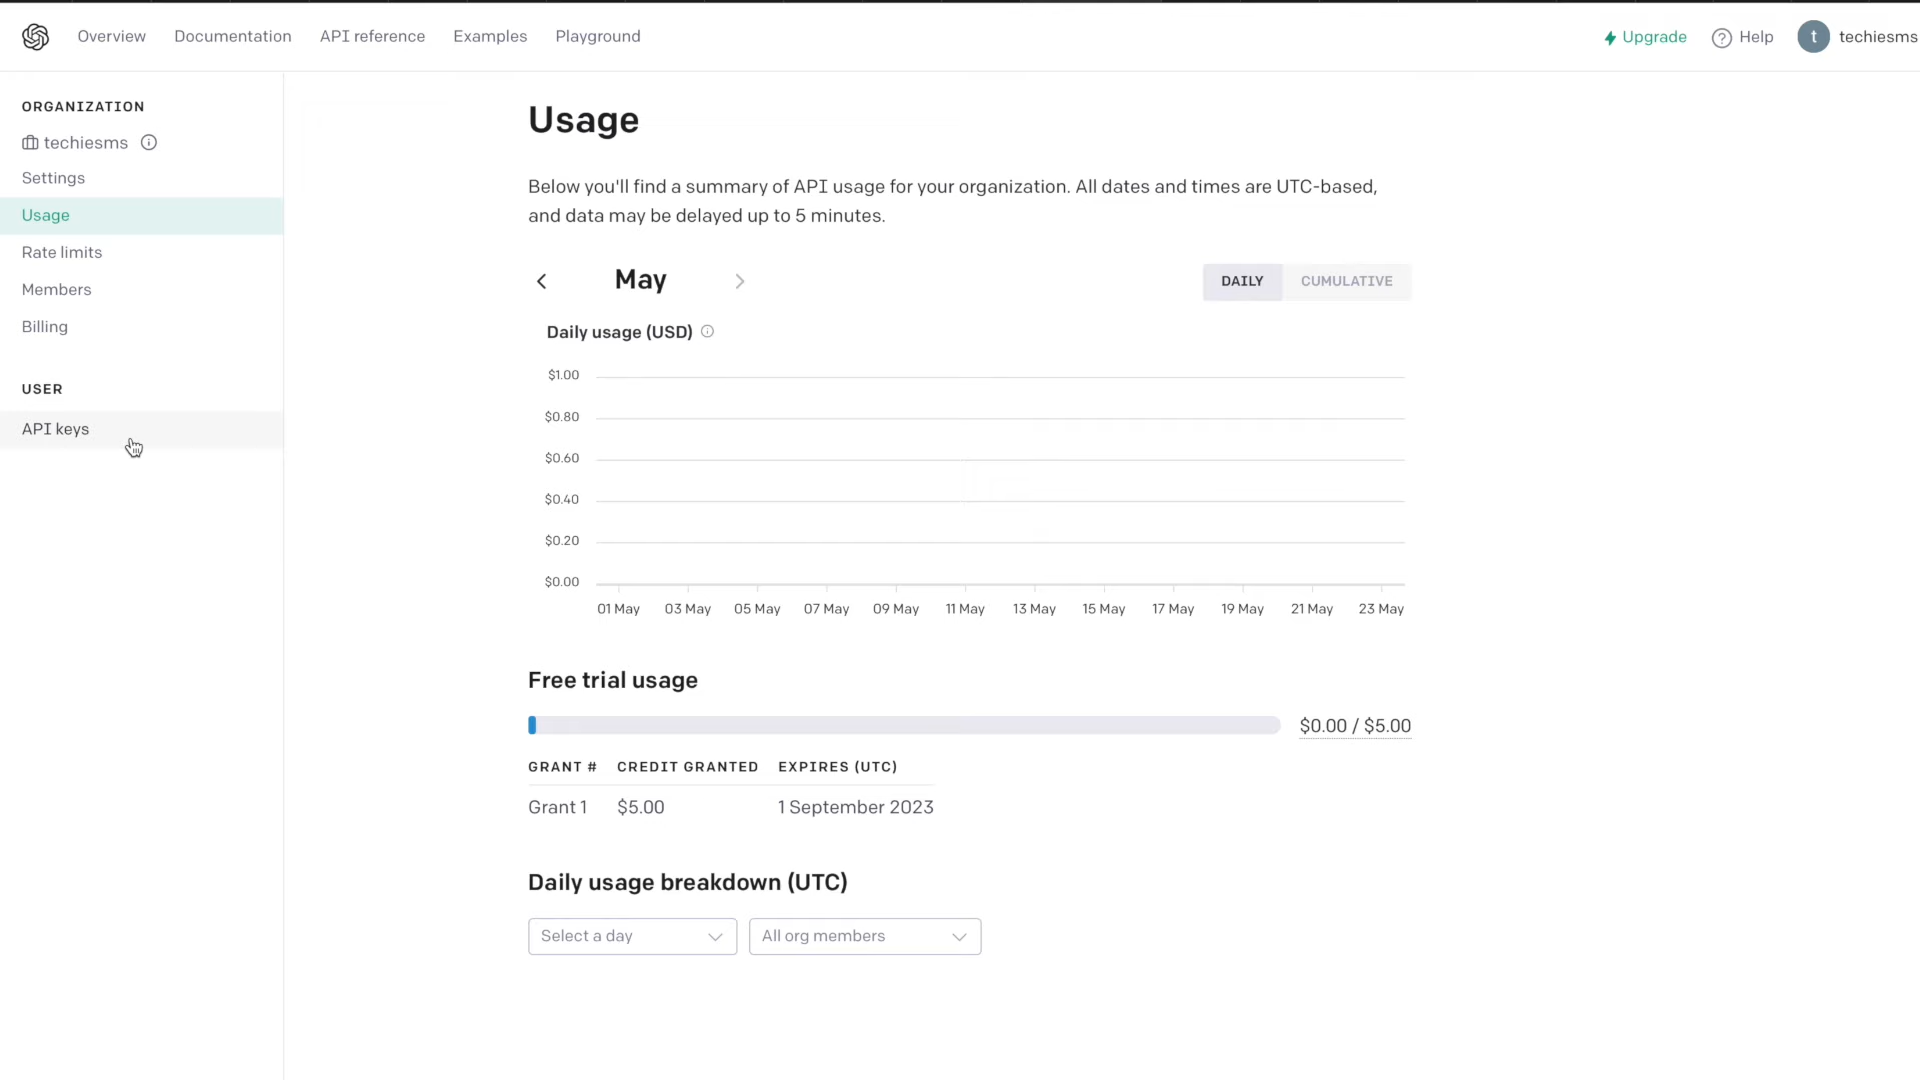 Overview Documentation API reference Examples Playground Upgrade Help t techiesms
ORGANIZATION
techiesms
Settings
Usage
Rate limits
Members
Billing
USER
API keys
Usage
Below you'll find a summary of API usage for your organization. All dates and times are UTC-based,
and data may be delayed up to 5 minutes.
May DAILY CUMULATIVE
Daily usage (USD)
$1.00
$0.80
$0.60
$0.40
$0.20
$0.00
01 May 03 May 05 May 07 May 09 May 11 May 13 May 15 May 17 May 19 May 21 May 23 May
Free trial usage
$0.00 / $5.00
GRANT # CREDIT GRANTED EXPIRES (UTC)
Grant 1 $5.00 1 September 2023
Daily usage breakdown (UTC)
Select a day All org members